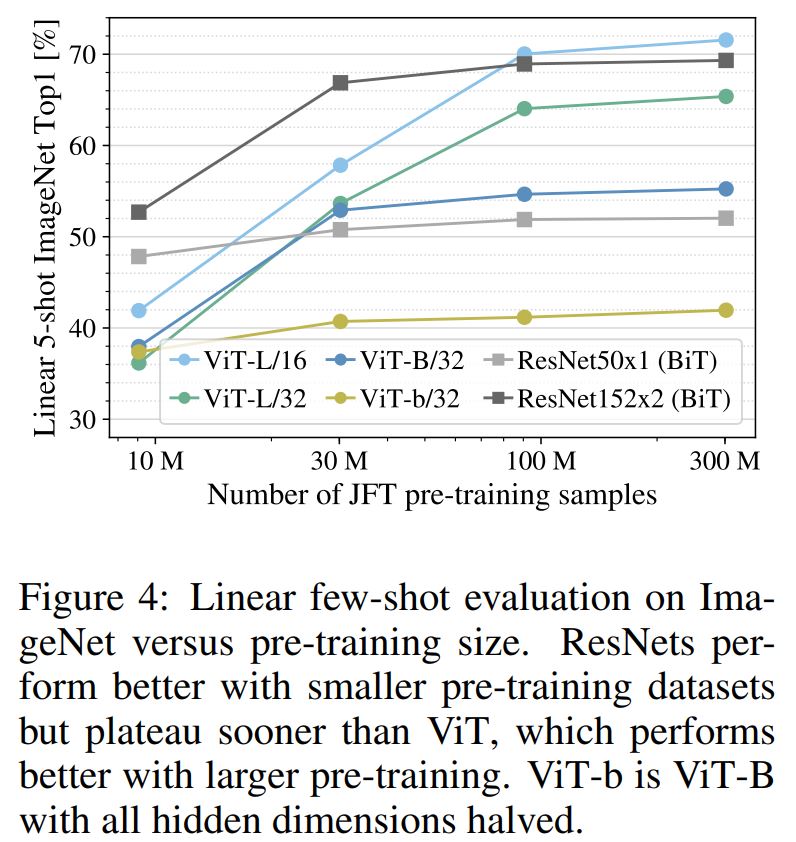 Linear 5-shot ImageNet Top1 [%]
70
60
50
40
30
ViT-L/16 ViT-B/32 ResNet50x1 (BiT)
ViT-L/32 ViT-b/32 ResNet152x2 (BiT)
10 M 30 M 100 M 300 M
Number of JFT pre-training samples
Figure 4: Linear few-shot evaluation on Ima-
geNet versus pre-training size. ResNets per-
form better with smaller pre-training datasets
but plateau sooner than ViT, which performs
better with larger pre-training. ViT-b is ViT-B
with all hidden dimensions halved.